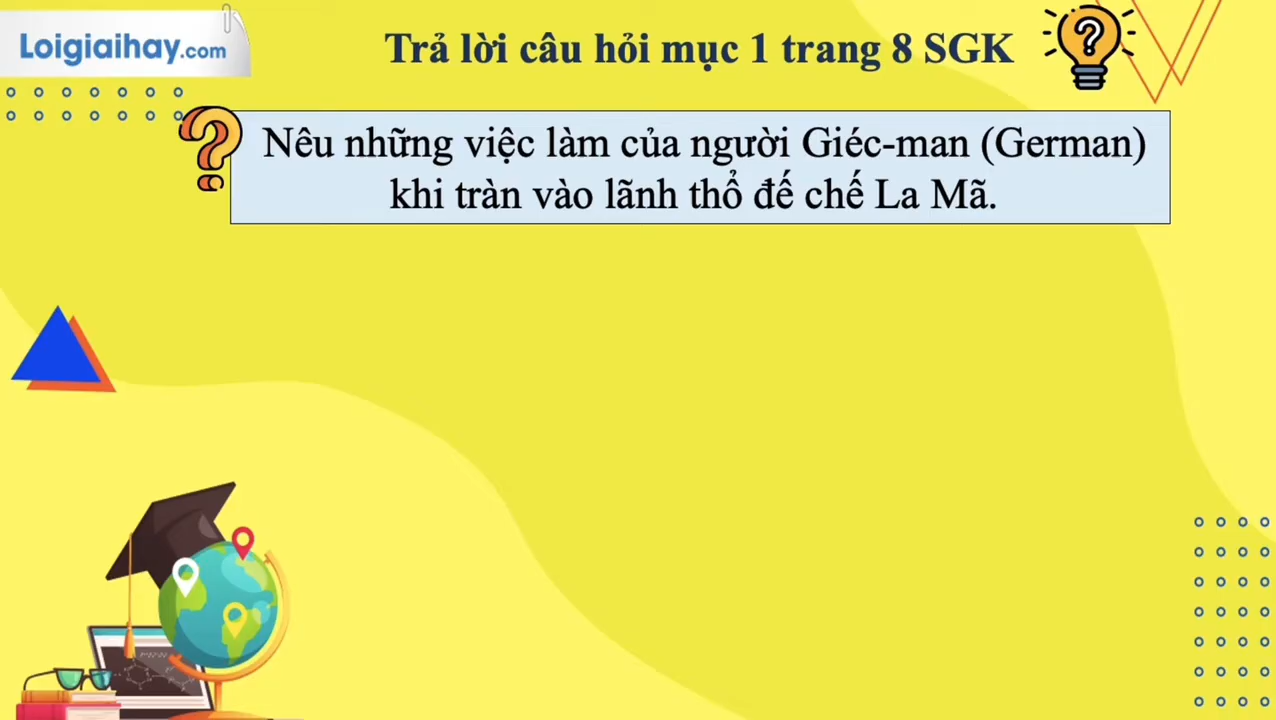 Loigiaihay.com
Trả lời câu hỏi mục 1 trang 8 SGK
Nêu những việc làm của người Giéc-man (German)
khi tràn vào lãnh thổ đế chế La Mã.